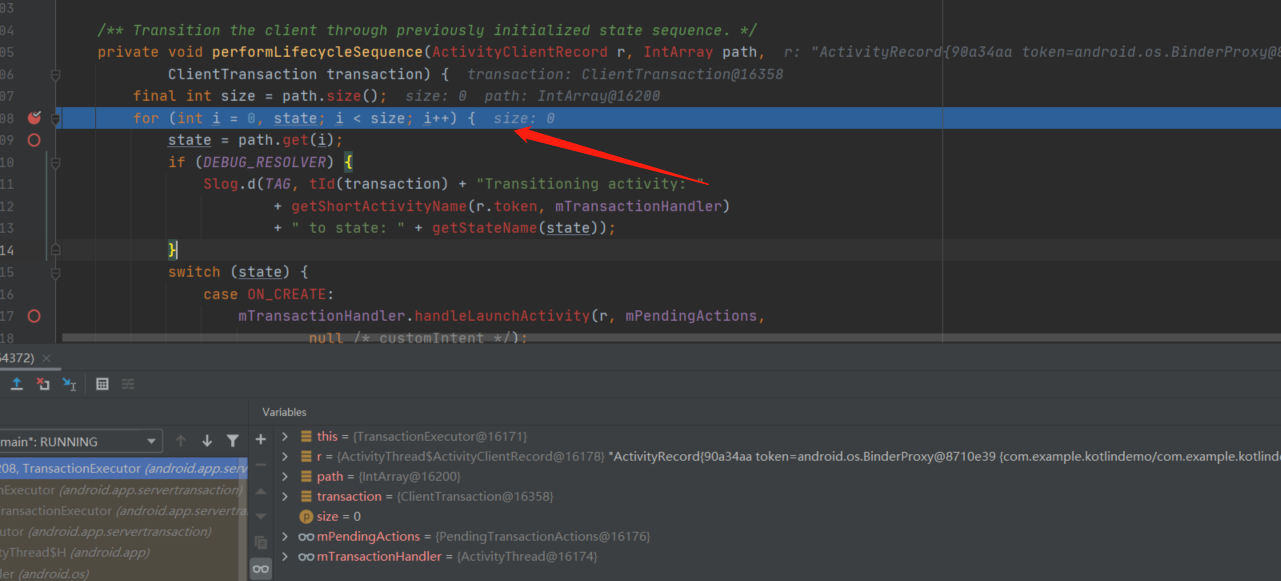 03
04 /** Transition the client through previously initialized state sequence. */
05 private void performLifecycleSequence(ActivityClientRecord r, IntArray path, r: "ActivityRecord{90a34aa token=android.os.BinderProxy@8
06 ClientTransaction transaction) { transaction: ClientTransaction@16358
07 final int size = path.size(); size: 0 path: IntArray@16200
08 for (int i = 0, state; i < size; i++) { size: 0
09 state = path.get(i);
10 if (DEBUG_RESOLVER) {
11 Slog.d(TAG, tId(transaction) + "Transitioning activity: "
12 + getShortActivityName(r.token, mTransactionHandler)
13 + " to state: " + getStateName(state));
14 }
15 switch (state) {
16 case ON_CREATE:
17 mTransactionHandler.handleLaunchActivity(r, mPendingActions,
18 null /* customIntent */);
54372) ×
Variables
main": RUNNING
208, TransactionExecutor (android.app.serv
nExecutor (android.app.servertransaction)
ransactionExecutor (android.app.servertra
utor (android.app.servertransaction)
tyThread$H (android.app)
ler (android.os)
this = {TransactionExecutor@16171}
r = {ActivityThread$ActivityClientRecord@16178} "ActivityRecord{90a34aa token=android.os.BinderProxy@8710e39 {com.example.kotlindemo/com.example.kotlinde
path = {IntArray@16200}
transaction = {ClientTransaction@16358}
p size = 0
mPendingActions = {PendingTransactionActions@16176}
mTransactionHandler = {ActivityThread@16174}